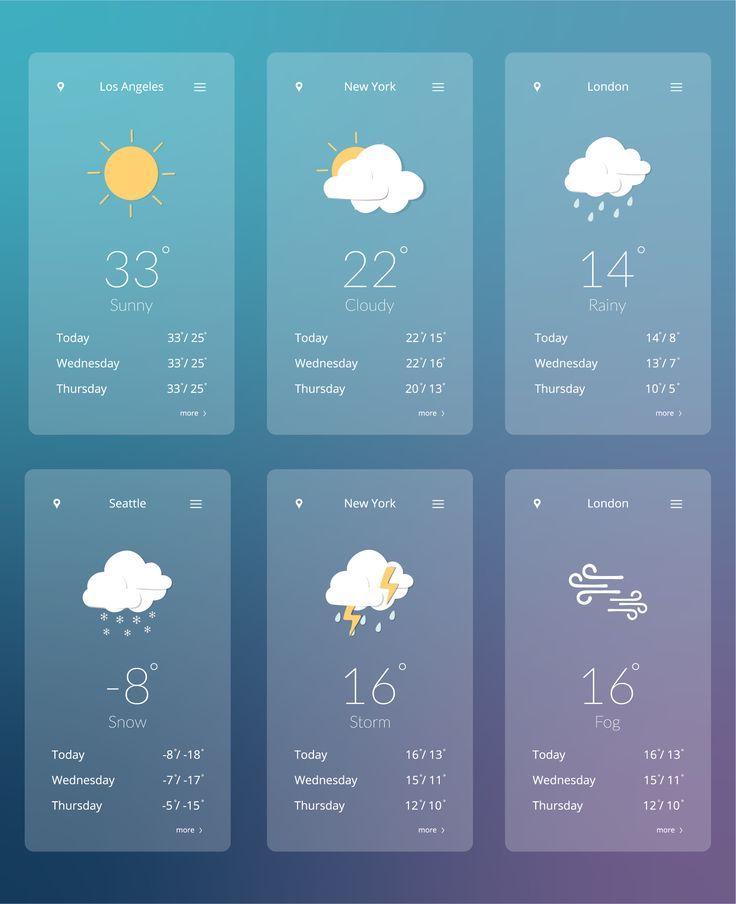 Los Angeles
33°
Sunny
Today 33°/ 25°
Wednesday 33°/ 25°
Thursday 33°/ 25°
more ›
New York
22°
Cloudy
Today 22°/ 15°
Wednesday 22°/ 16°
Thursday 20°/ 13°
more ›
London
14°
Rainy
Today 14°/ 8°
Wednesday 13°/ 7°
Thursday 10°/ 5°
more ›
Seattle
-8°
Snow
Today -8°/ -18°
Wednesday -7°/ -17°
Thursday -5°/ -15°
more ›
New York
16°
Storm
Today 16°/ 13°
Wednesday 15°/ 11°
Thursday 12°/ 10°
more ›
London
16°
Fog
Today 16°/ 13°
Wednesday 15°/ 11°
Thursday 12°/ 10°
more ›